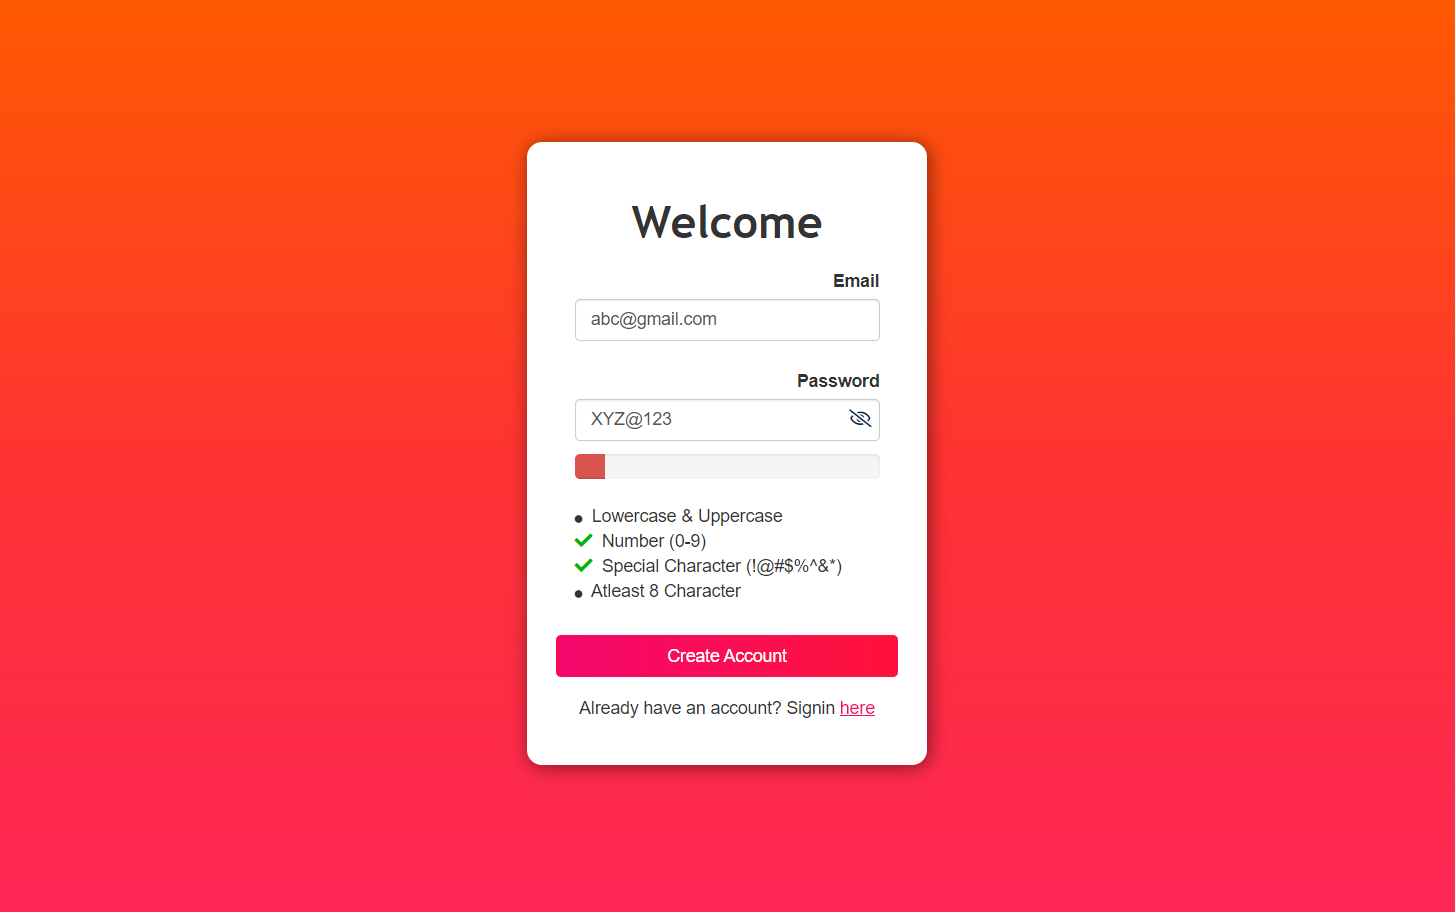 Welcome
Email
abc@gmail.com
Password
XYZ@123
Lowercase & Uppercase
Number (0-9)
Special Character (!@#$%^&*)
Atleast 8 Character
Create Account
Already have an account? Signin here